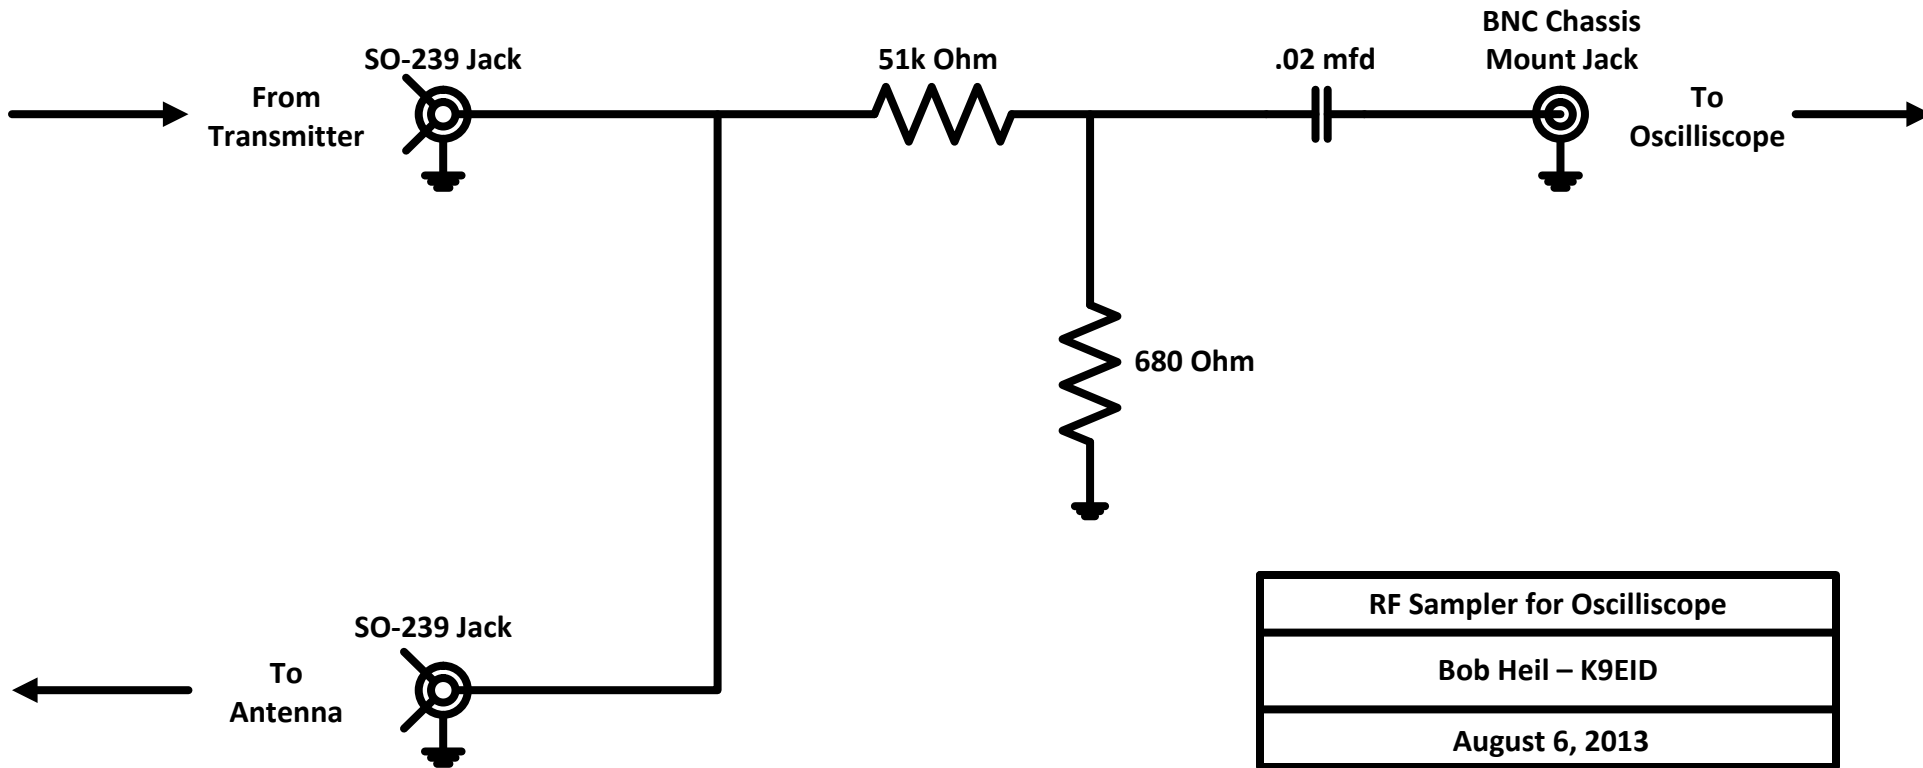 SO-239 Jack
51k Ohm
.02 mfd
BNC Chassis
Mount Jack
From
Transmitter
To
Oscilliscope
680 Ohm
SO-239 Jack
To
Antenna
RF Sampler for Oscilliscope
Bob Heil – K9EID
August 6, 2013